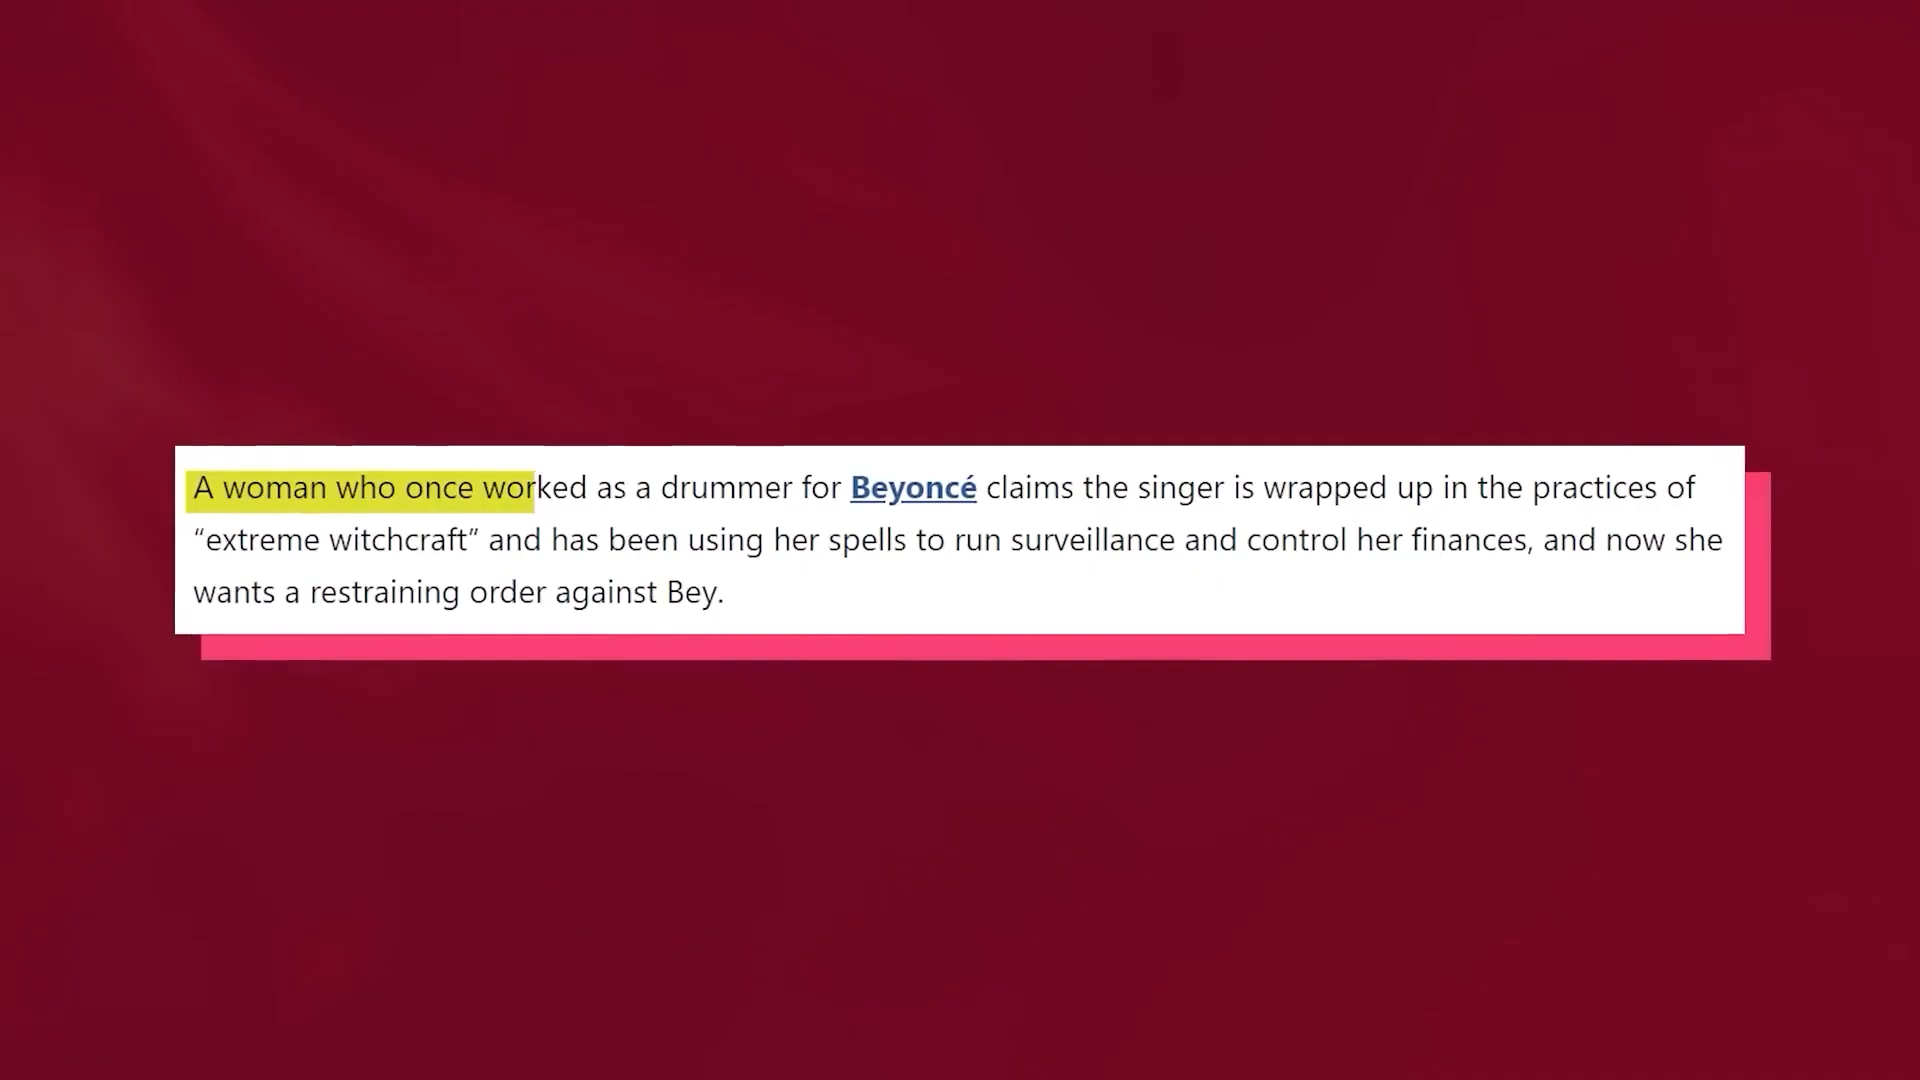 A woman who once worked as a drummer for Beyoncé claims the singer is wrapped up in the practices of
“extreme witchcraft” and has been using her spells to run surveillance and control her finances, and now she
wants a restraining order against Bey.